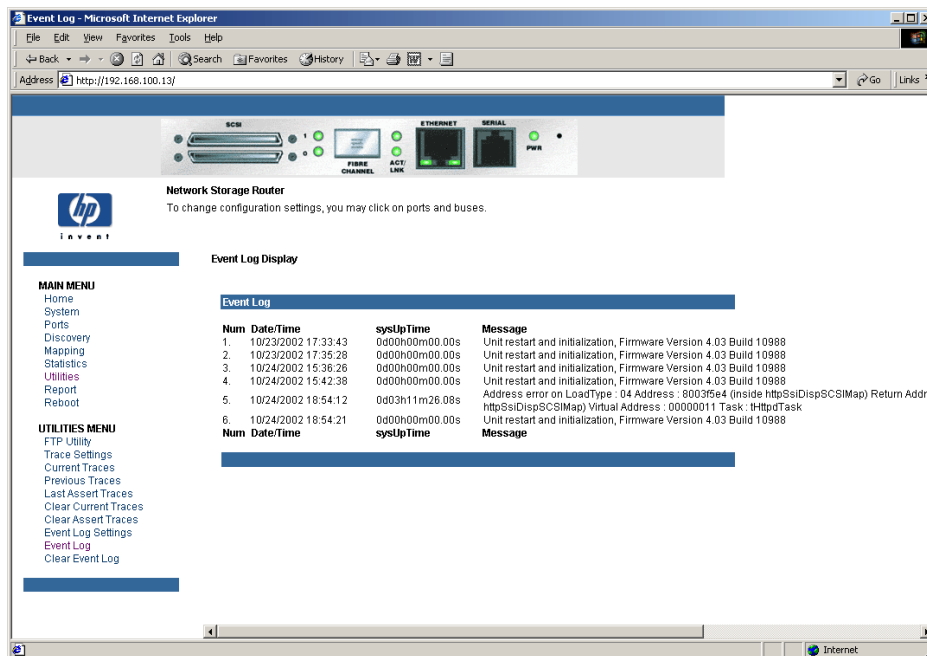 Event Log - Microsoft Internet Explorer
File Edit View Favorites Tools Help
Back Search Favorites History
Address http://192.168.100.13/ Go Links
SCSI ETHERNET SERIAL
1
0
FIBRE CHANNEL ACT/ LNK PWR
Network Storage Router
To change configuration settings, you may click on ports and buses.
hp
invent
Event Log Display
MAIN MENU
Home
System
Ports
Discovery
Mapping
Statistics
Utilities
Report
Reboot
UTILITIES MENU
FTP Utility
Trace Settings
Current Traces
Previous Traces
Last Assert Traces
Clear Current Traces
Clear Assert Traces
Event Log Settings
Event Log
Clear Event Log
Event Log
Num Date/Time sysUpTime Message
1. 10/23/2002 17:33:43 0d00h00m00.00s Unit restart and initialization, Firmware Version 4.03 Build 10988
2. 10/23/2002 17:35:28 0d00h00m00.00s Unit restart and initialization, Firmware Version 4.03 Build 10988
3. 10/24/2002 15:36:26 0d00h00m00.00s Unit restart and initialization, Firmware Version 4.03 Build 10988
4. 10/24/2002 15:42:38 0d00h00m00.00s Unit restart and initialization, Firmware Version 4.03 Build 10988
5. 10/24/2002 18:54:12 0d03h11m26.08s Address error on LoadType : 04 Address : 8003f5e4 (inside httpSsiDispSCSIMap) Return Addr
httpSsiDispSCSIMap) Virtual Address : 00000011 Task : tHttpdTask
6. 10/24/2002 18:54:21 0d00h00m00.00s Unit restart and initialization, Firmware Version 4.03 Build 10988
Num Date/Time sysUpTime Message
Internet